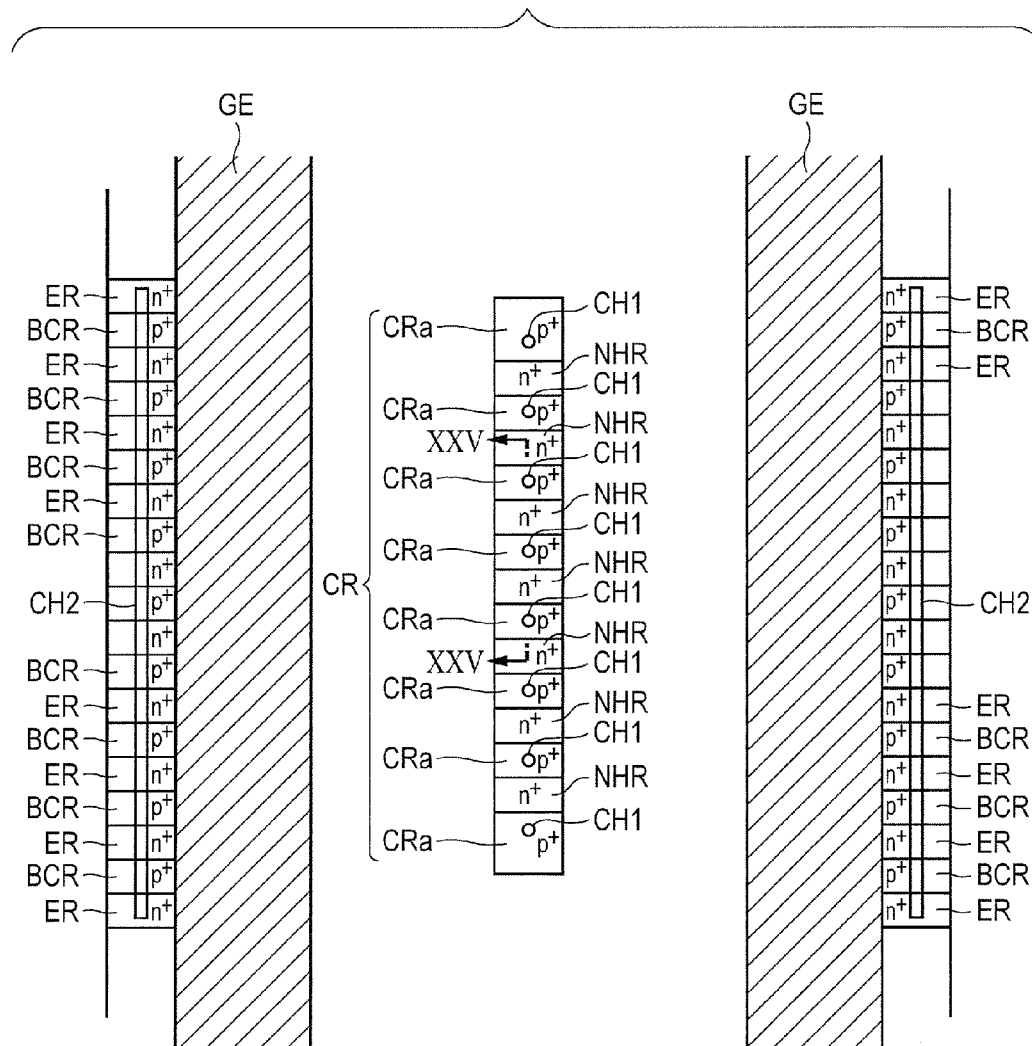 GE GE
ER n+ n+ ER
BCR p+ p+ BCR
CRa p+ CH1
ER n+ n+ ER
n+ NHR
BCR p+ p+
CRa p+ CH1
ER n+ n+
XXV n+ NHR
BCR p+ p+
CRa p+ CH1
ER n+ n+
n+ NHR
BCR p+ p+
CRa p+ CH1
n+ n+
CR n+ NHR
CH2 p+ p+ CH2
CRa p+ CH1
n+ n+
XXV n+ NHR
BCR p+ p+
CRa p+ CH1
ER n+ n+ ER
n+ NHR
BCR p+ p+ BCR
CRa p+ CH1
ER n+ n+ ER
n+ NHR
BCR p+ p+ BCR
CRa p+ CH1
ER n+ n+ ER
BCR p+ p+ BCR
ER n+ n+ ER